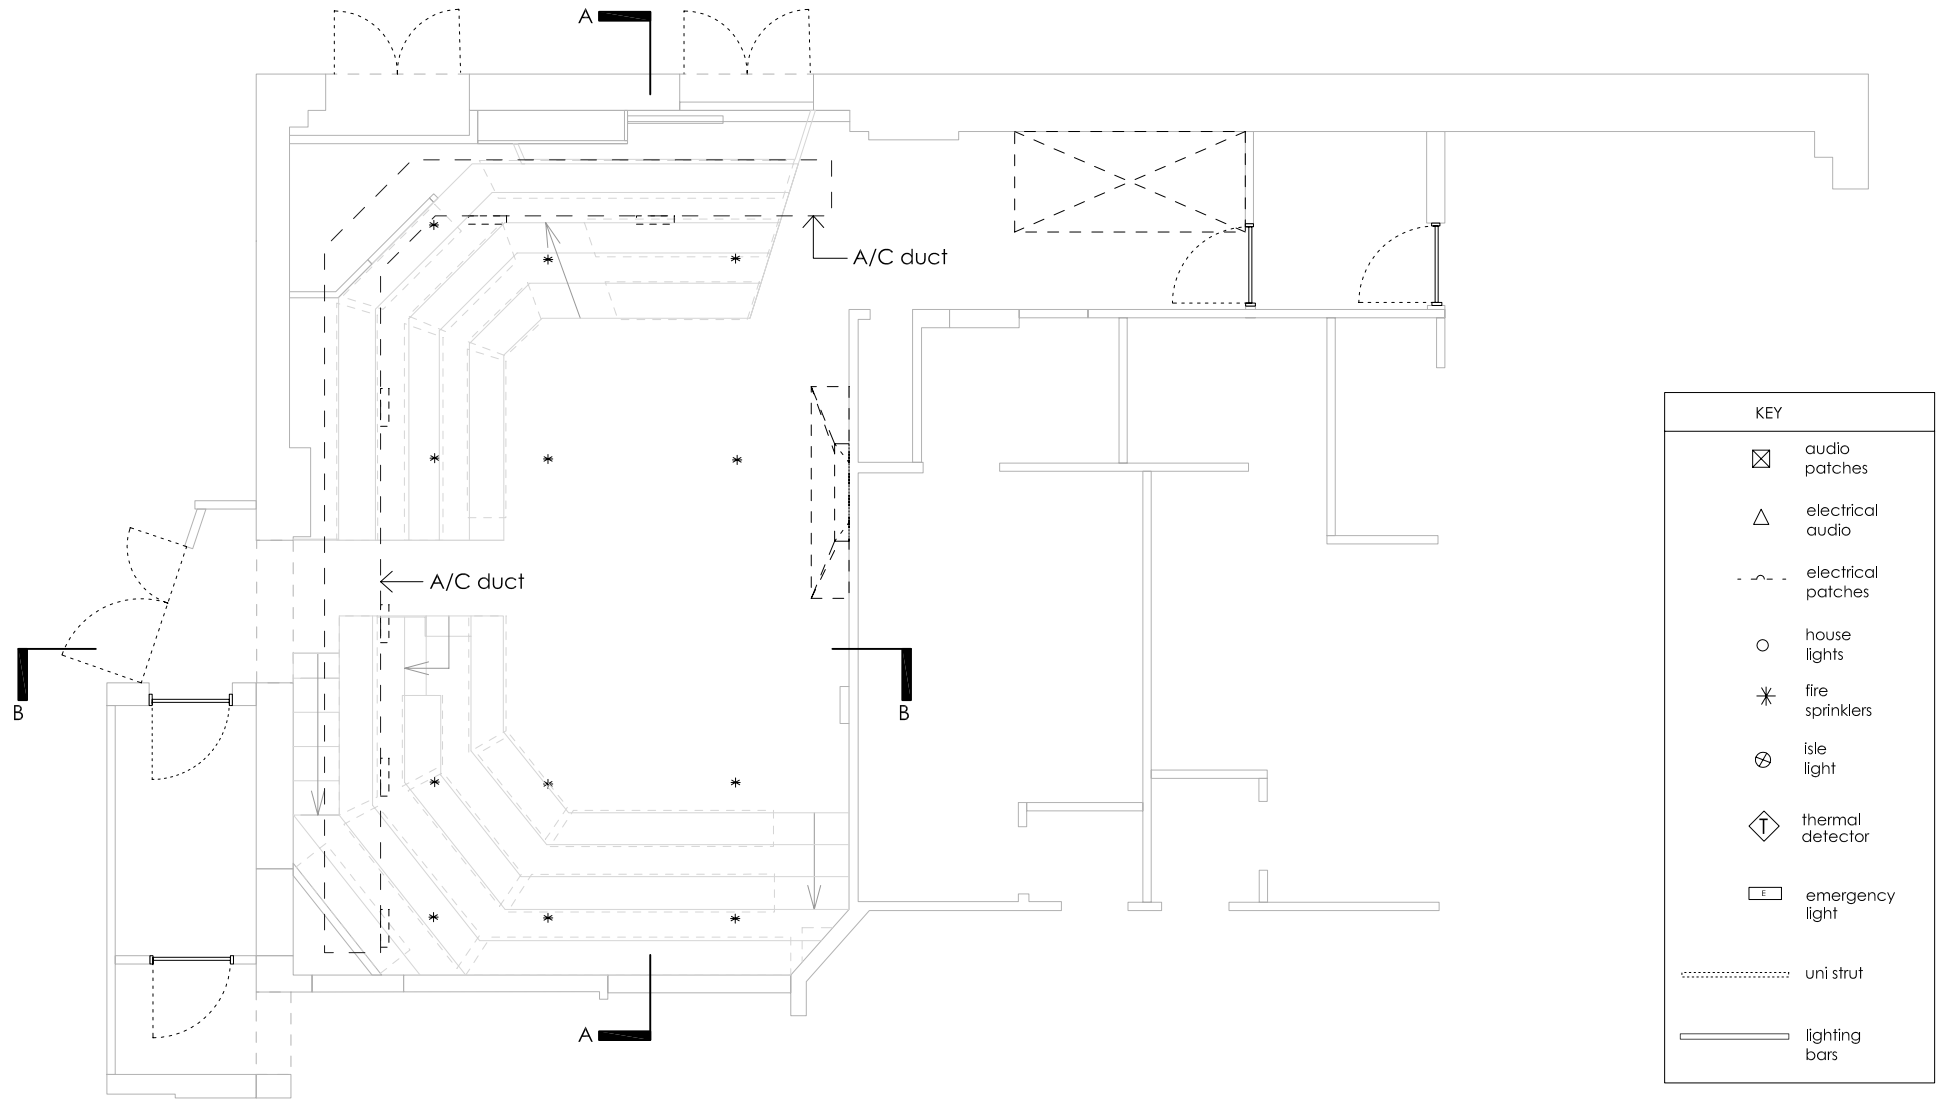 A
A/C duct
A/C duct
B
B
A
KEY
audio
patches
electrical
audio
electrical
patches
house
lights
fire
sprinklers
isle
light
T
thermal
detector
E
emergency
light
uni strut
lighting
bars